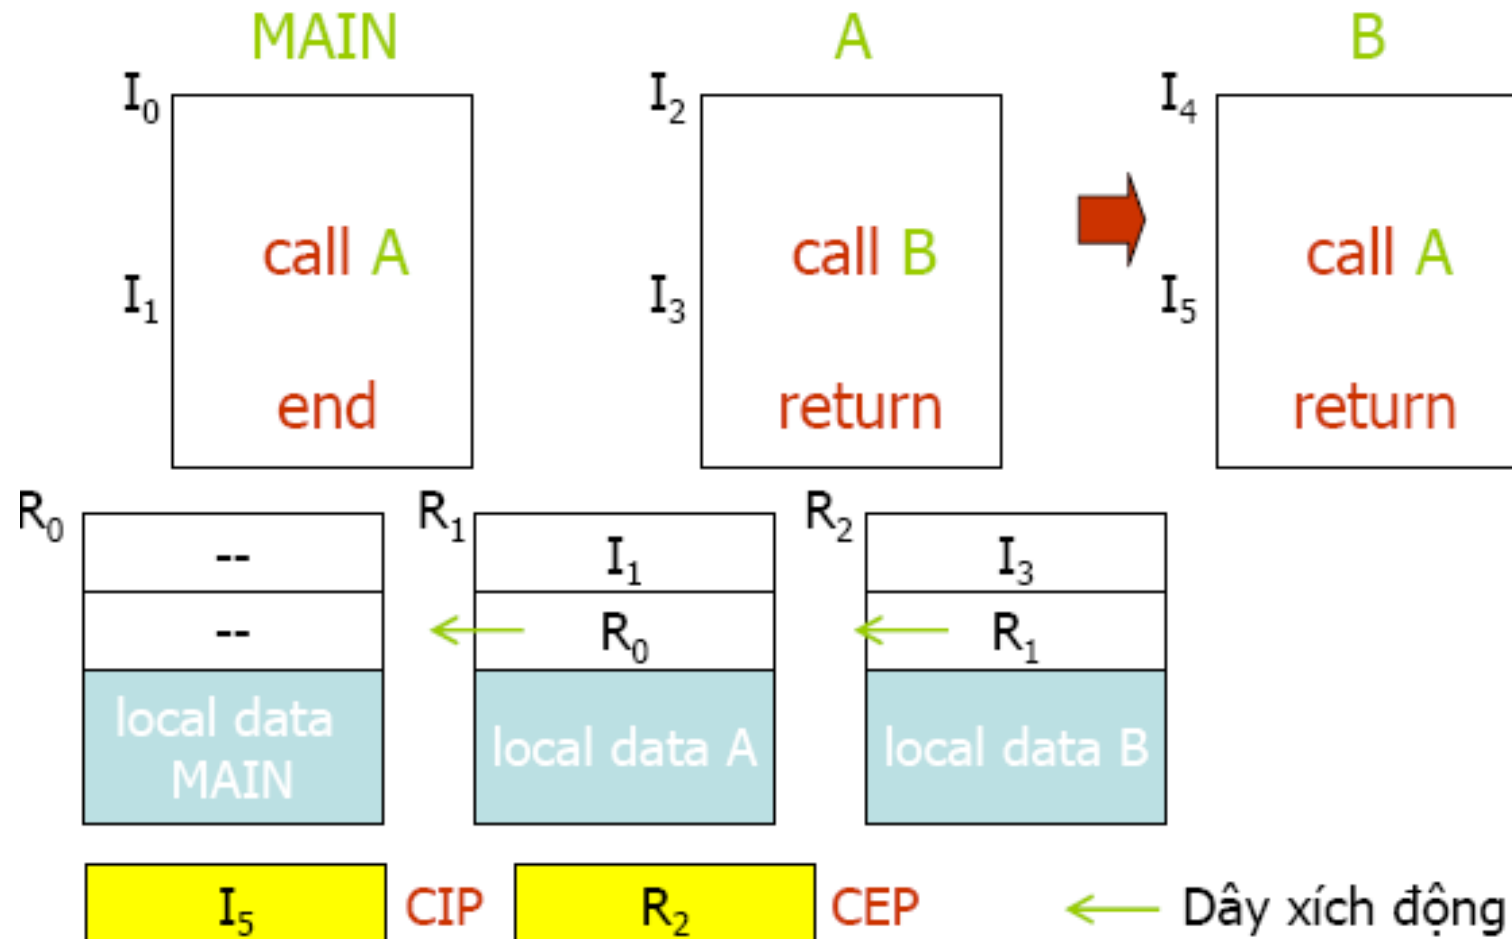 MAIN A B
I₀ I₂ I₄
call A call B call A
I₁ I₃ I₅
end return return
R₀ R₁ R₂
-- I₁ I₃
-- R₀ R₁
local data MAIN
local data A
local data B
I₅ CIP R₂ CEP Dây xích động